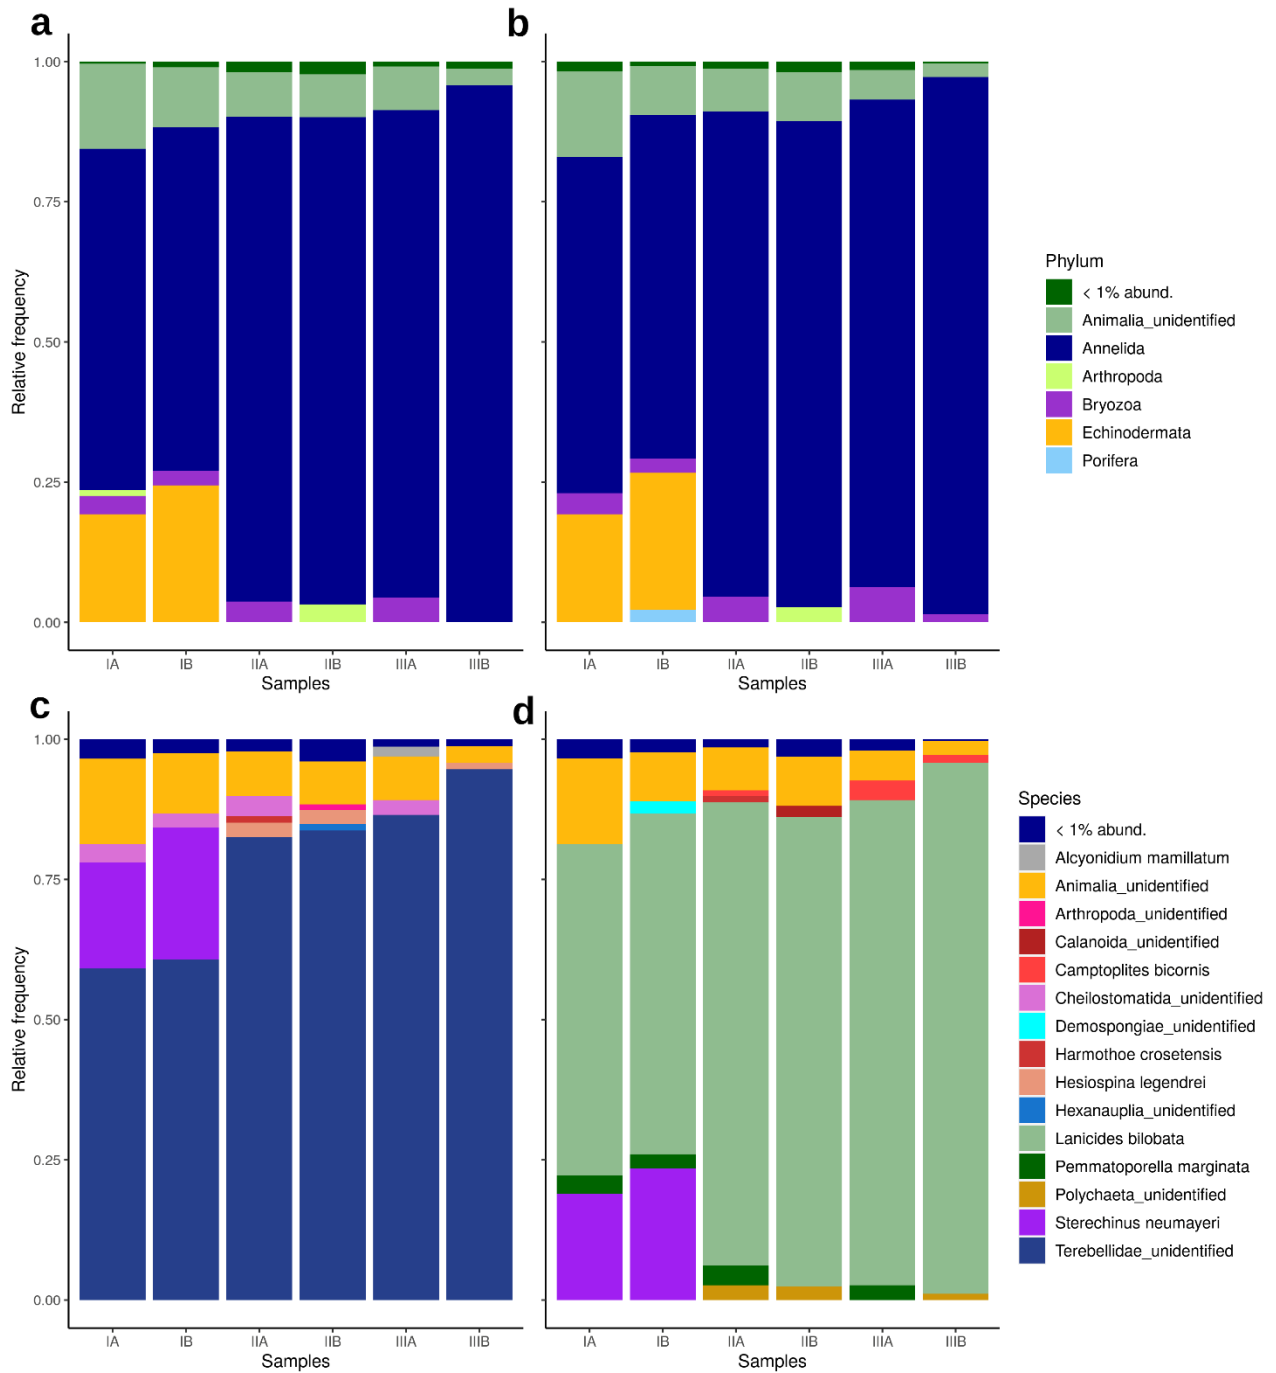 a
b
1.00
0.75
0.50
0.25
0.00
Relative frequency
IA IB IIA IIB IIIA IIIB
Samples
IA IB IIA IIB IIIA IIIB
Samples
Phylum
< 1% abund.
Animalia_unidentified
Annelida
Arthropoda
Bryozoa
Echinodermata
Porifera
c
d
1.00
0.75
0.50
0.25
0.00
Relative frequency
IA IB IIA IIB IIIA IIIB
Samples
IA IB IIA IIB IIIA IIIB
Samples
Species
< 1% abund.
Alcyonidium mamillatum
Animalia_unidentified
Arthropoda_unidentified
Calanoida_unidentified
Camptoplites bicornis
Cheilostomatida_unidentified
Demospongiae_unidentified
Harmothoe crosetensis
Hesiospina legendrei
Hexanauplia_unidentified
Lanicides bilobata
Pemmatoporella marginata
Polychaeta_unidentified
Sterechinus neumayeri
Terebellidae_unidentified